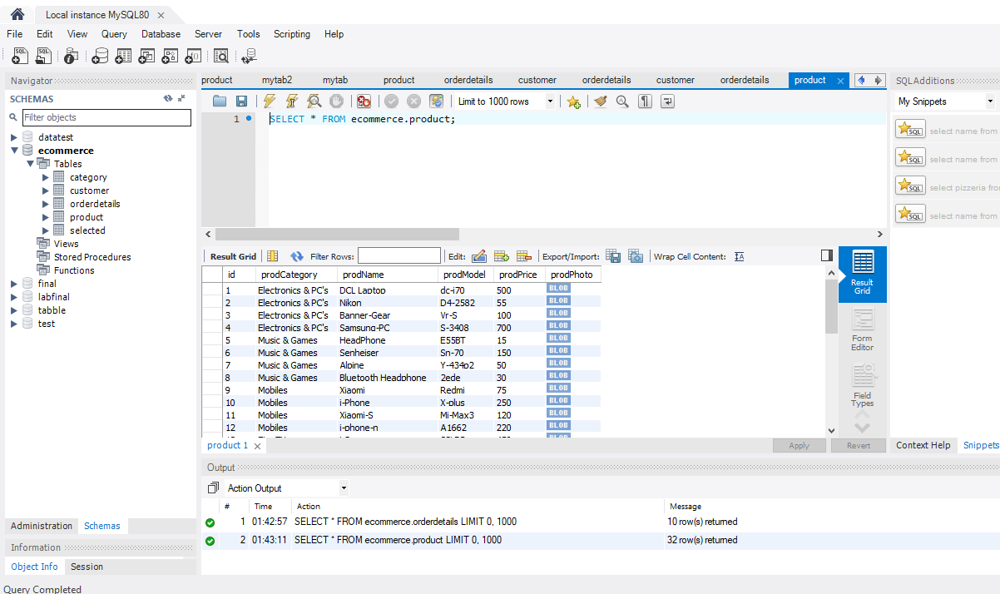 Local instance MySQL80
File Edit View Query Database Server Tools Scripting Help
Navigator
SCHEMAS
Filter objects
datatest
ecommerce
Tables
category
customer
orderdetails
product
selected
Views
Stored Procedures
Functions
final
labfinal
tabble
test
Administration Schemas
Information
Object Info Session
Query Completed
product mytab2 mytab product orderdetails customer orderdetails customer orderdetails product
Limit to 1000 rows
1 SELECT * FROM ecommerce.product;
Result Grid Filter Rows: Edit: Export/Import: Wrap Cell Content:
id prodCategory prodName prodModel prodPrice prodPhoto
1 Electronics & PC's DCL Laptop dc-i70 500 BLOB
2 Electronics & PC's Nikon D4-2582 55 BLOB
3 Electronics & PC's Banner-Gear Vr-S 100 BLOB
4 Electronics & PC's Samsung-PC S-3408 700 BLOB
5 Music & Games HeadPhone E55BT 15 BLOB
6 Music & Games Senheiser Sn-70 150 BLOB
7 Music & Games Alpine Y-434p2 50 BLOB
8 Music & Games Bluetooth Headphone 2ede 30 BLOB
9 Mobiles Xiaomi Redmi 75 BLOB
10 Mobiles i-Phone X-plus 250 BLOB
11 Mobiles Xiaomi-S Mi-Max3 120 BLOB
12 Mobiles i-phone-n A1662 220 BLOB
Result
Grid
Form
Editor
Field
Types
product 1 Apply Revert
Output
Action Output
# Time Action Message
1 01:42:57 SELECT * FROM ecommerce.orderdetails LIMIT 0, 1000 10 row(s) returned
2 01:43:11 SELECT * FROM ecommerce.product LIMIT 0, 1000 32 row(s) returned
SQL Additions
My Snippets
SQL select name from
SQL select name from
SQL select pizzeria fro
SQL select name from
Context Help Snippets